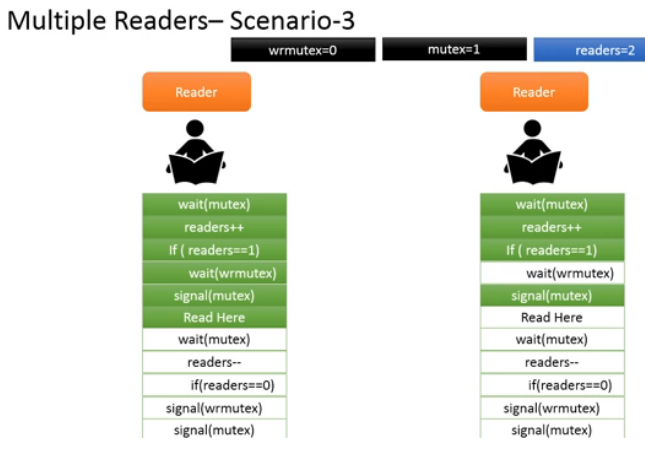 Multiple Readers– Scenario-3
wrmutex=0
mutex=1
readers=2
Reader
wait(mutex)
readers++
If ( readers==1)
wait(wrmutex)
signal(mutex)
Read Here
wait(mutex)
readers--
if(readers==0)
signal(wrmutex)
signal(mutex)
Reader
wait(mutex)
readers++
If ( readers==1)
wait(wrmutex)
signal(mutex)
Read Here
wait(mutex)
readers--
if(readers==0)
signal(wrmutex)
signal(mutex)